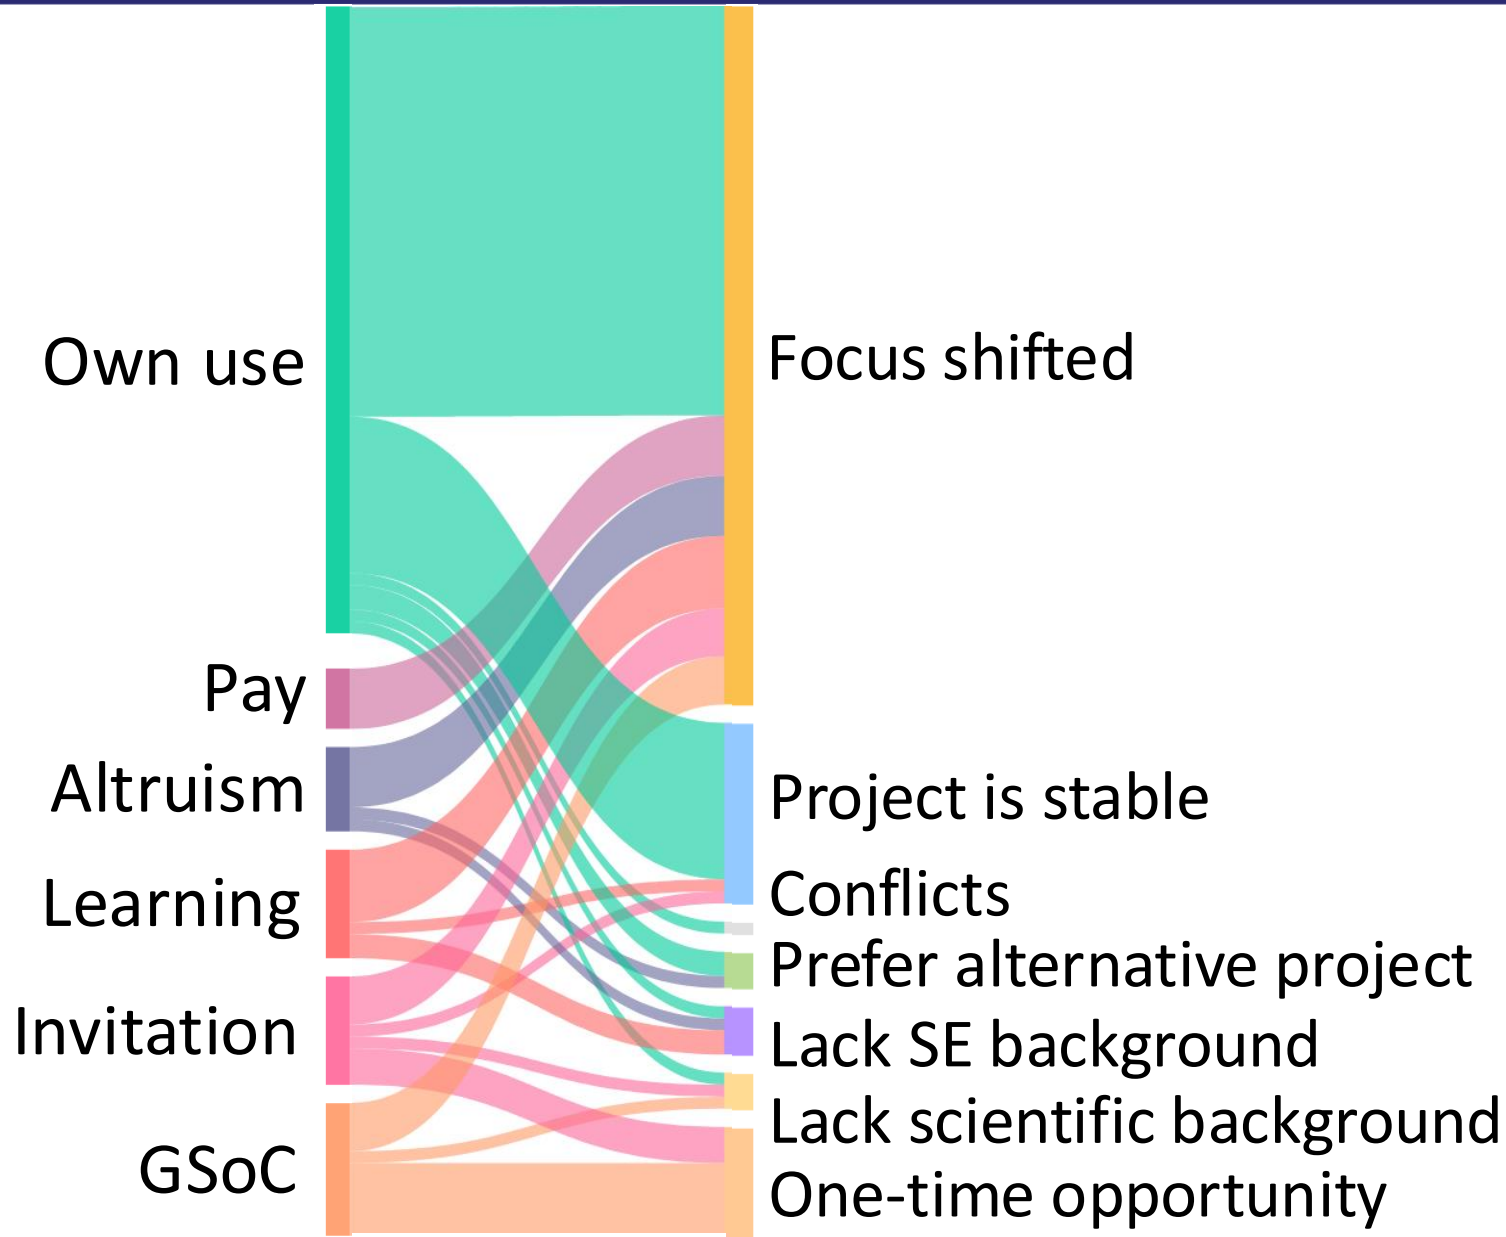 Own use
Pay
Altruism
Learning
Invitation
GSoC
Focus shifted
Project is stable
Conflicts
Prefer alternative project
Lack SE background
Lack scientific background
One-time opportunity